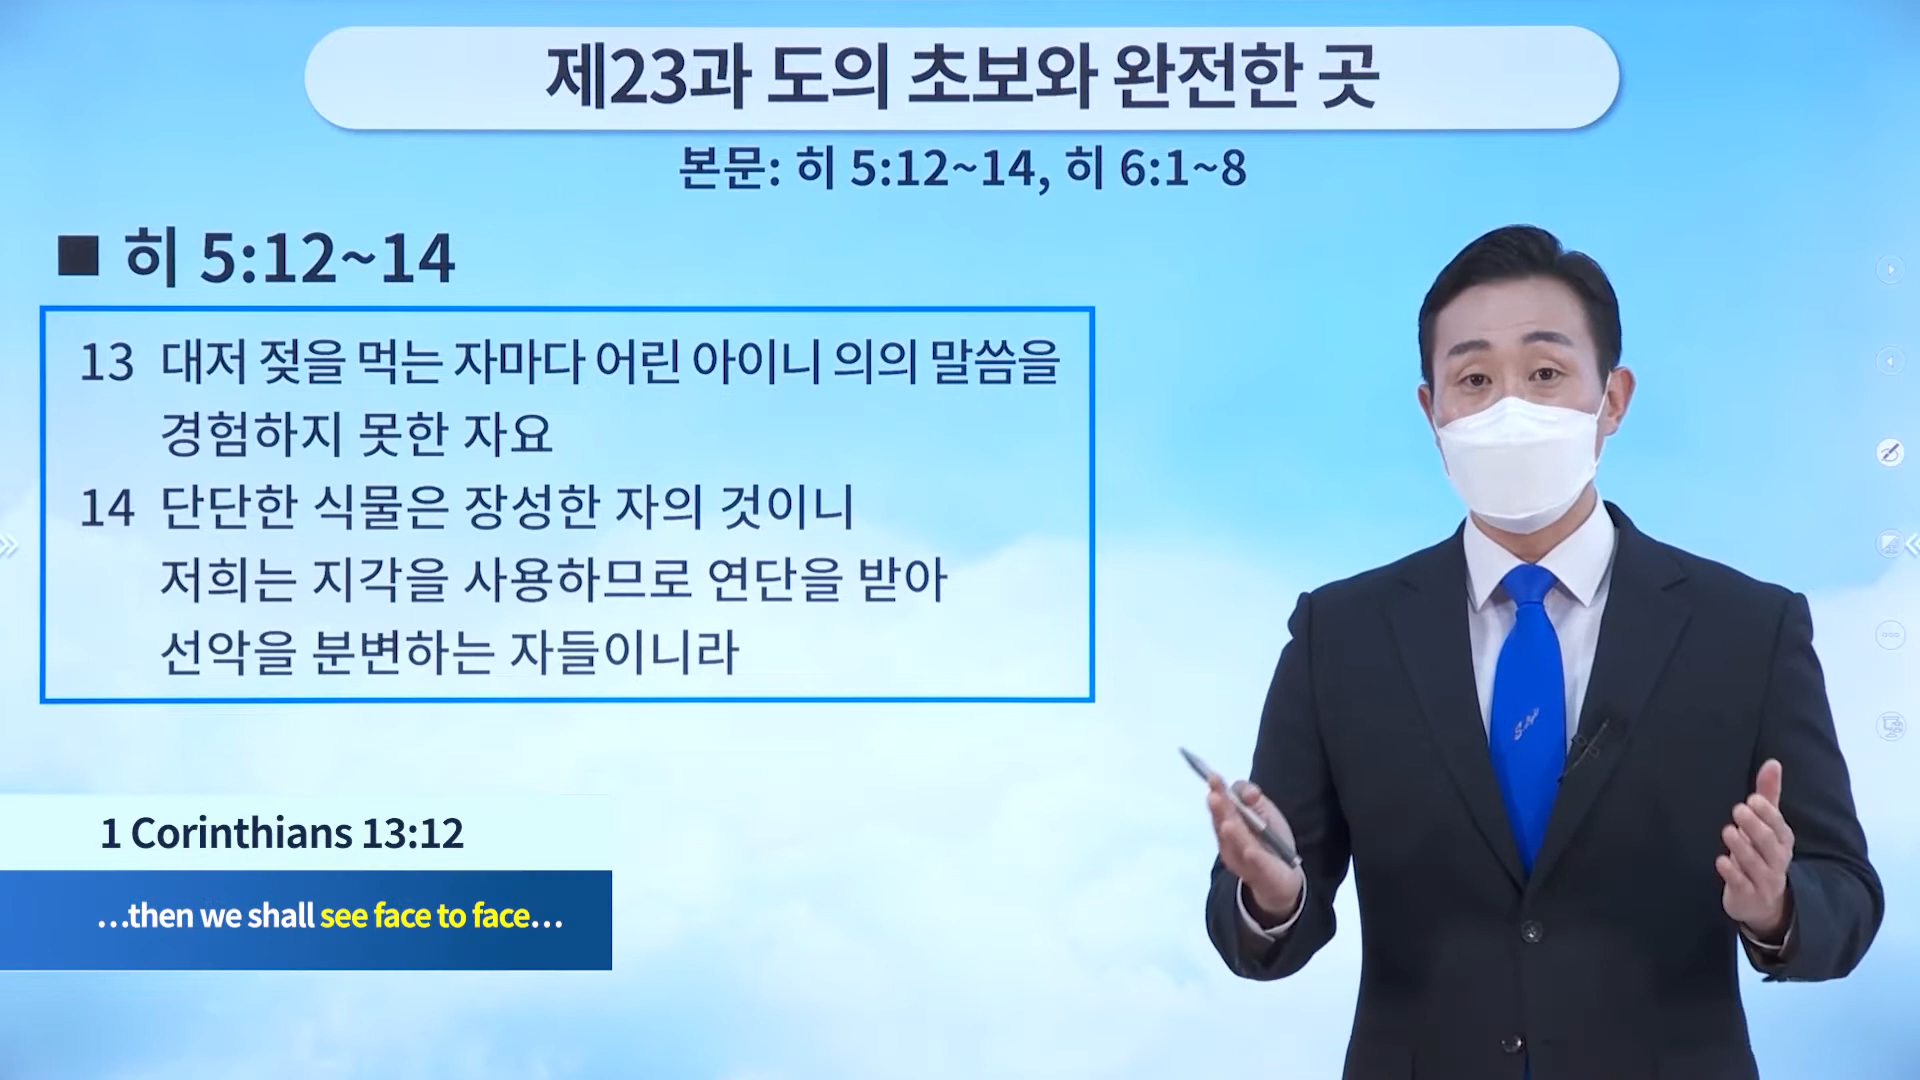 제23과 도의 초보와 완전한 곳
본문: 히 5:12~14, 히 6:1~8
■ 히 5:12~14
13 대저 젖을 먹는 자마다 어린 아이니 의의 말씀을
경험하지 못한 자요
14 단단한 식물은 장성한 자의 것이니
저희는 지각을 사용하므로 연단을 받아
선악을 분변하는 자들이니라
1 Corinthians 13:12
...then we shall see face to face...